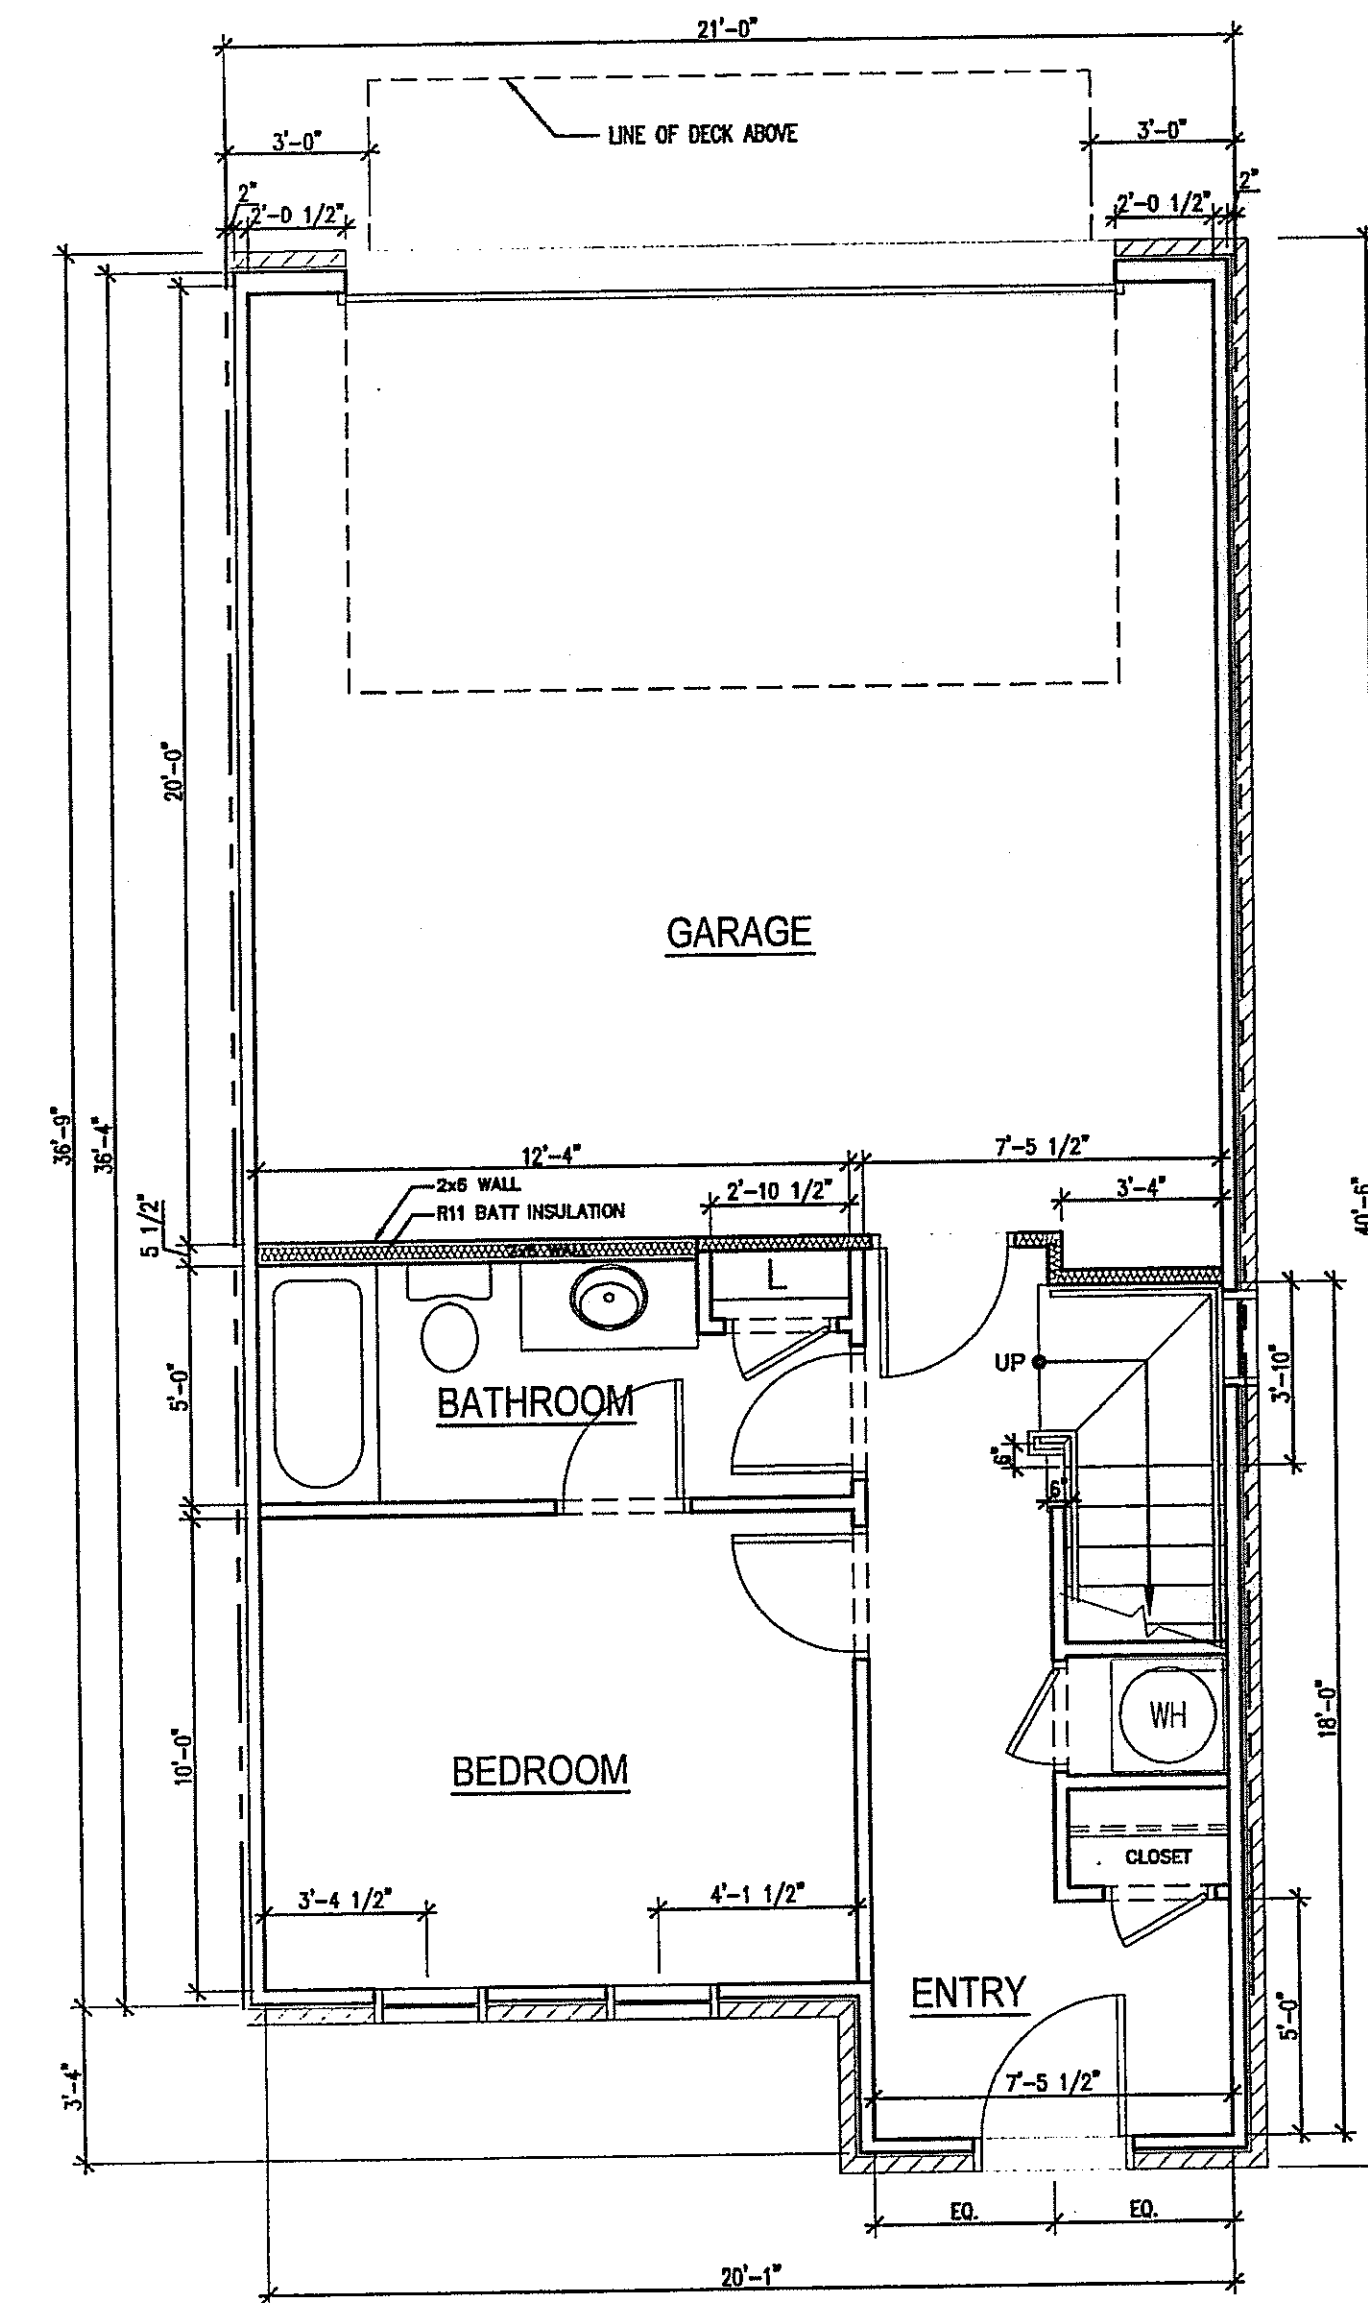 21'-0"
LINE OF DECK ABOVE
3'-0"
3'-0"
2"
2'-0 1/2"
2'-0 1/2"
2"
20'-0"
GARAGE
36'-9"
36'-4"
12'-4"
7'-5 1/2"
2x6 WALL
2'-10 1/2"
3'-4"
R11 BATT INSULATION
40'-6"
5 1/2"
2x6 WALL
L
UP
3'-10"
5'-0"
BATHROOM
6"
6"
18'-0"
WH
10'-0"
BEDROOM
CLOSET
3'-4 1/2"
4'-1 1/2"
ENTRY
5'-0"
3'-4"
7'-5 1/2"
EQ.
EQ.
20'-1"